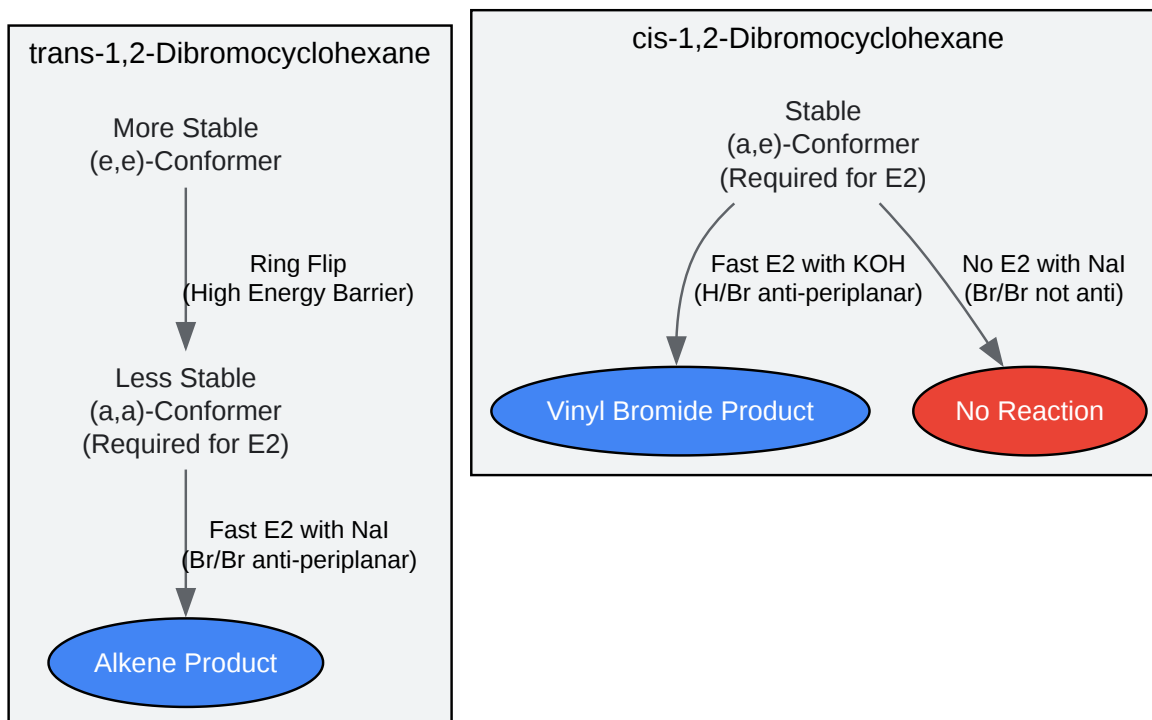 trans-1,2-Dibromocyclohexane
More Stable
(e,e)-Conformer
Ring Flip
(High Energy Barrier)
Less Stable
(a,a)-Conformer
(Required for E2)
Fast E2 with NaI
(Br/Br anti-periplanar)
Alkene Product
cis-1,2-Dibromocyclohexane
Stable
(a,e)-Conformer
(Required for E2)
Fast E2 with KOH
(H/Br anti-periplanar)
No E2 with NaI
(Br/Br not anti)
Vinyl Bromide Product
No Reaction